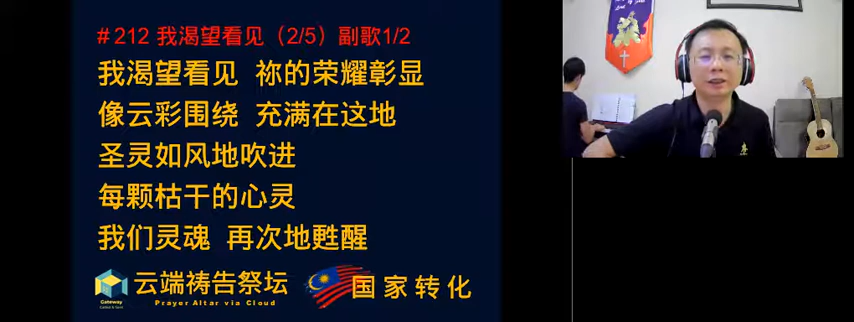 # 212 我渴望看见（2/5）副歌1/2
我渴望看见 祢的荣耀彰显
像云彩围绕 充满在这地
圣灵如风地吹进
每颗枯干的心灵
我们灵魂 再次地甦醒
云端祷告祭坛
Prayer Altar via Cloud
Gateway
国家转化